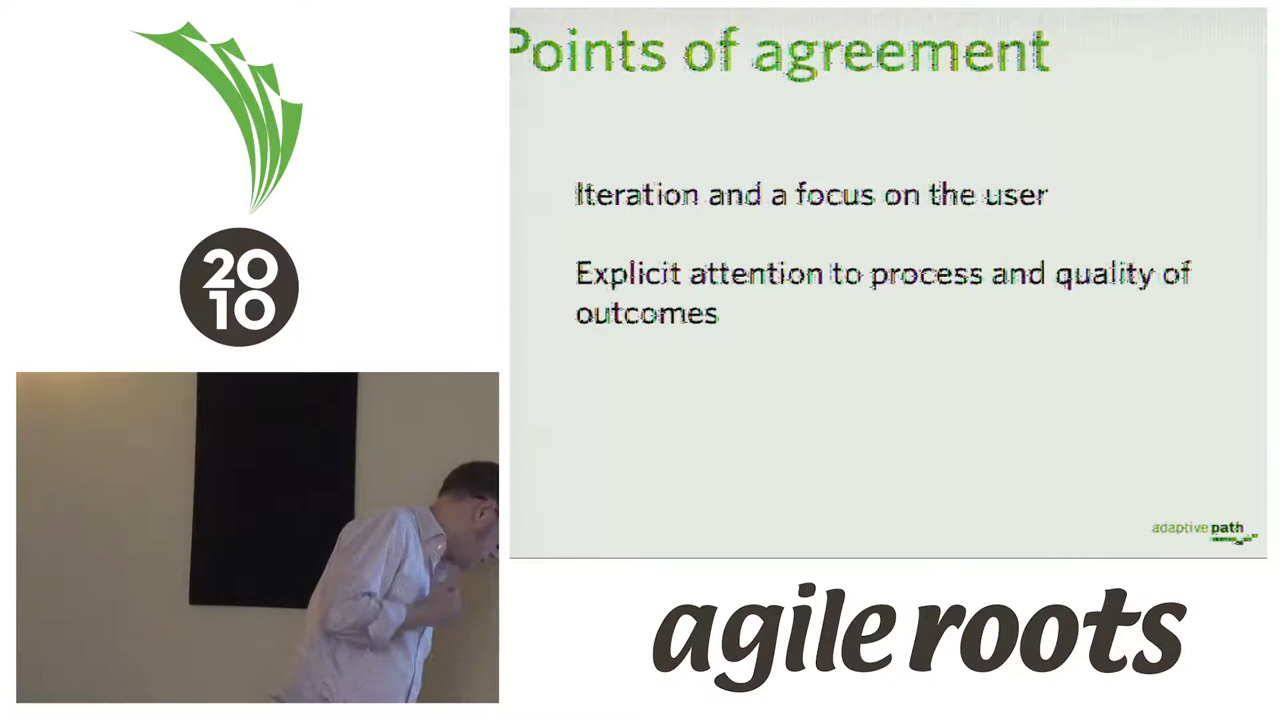 Points of agreement
Iteration and a focus on the user
Explicit attention to process and quality of
outcomes
adaptive path
20
10
agile roots